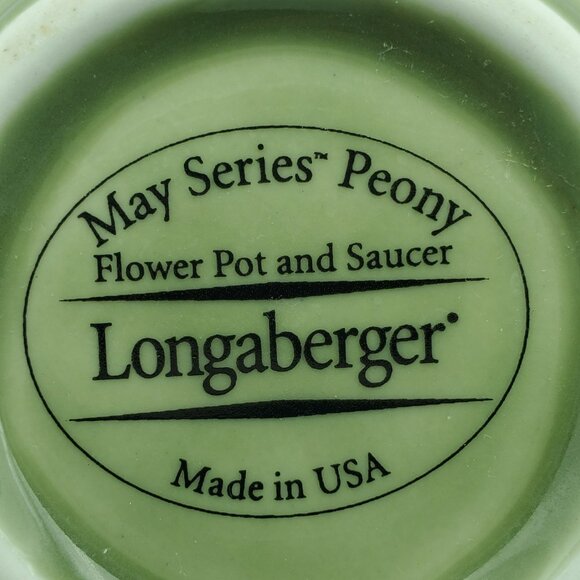 May Series™ Peony
Flower Pot and Saucer
Longaberger®
Made in USA